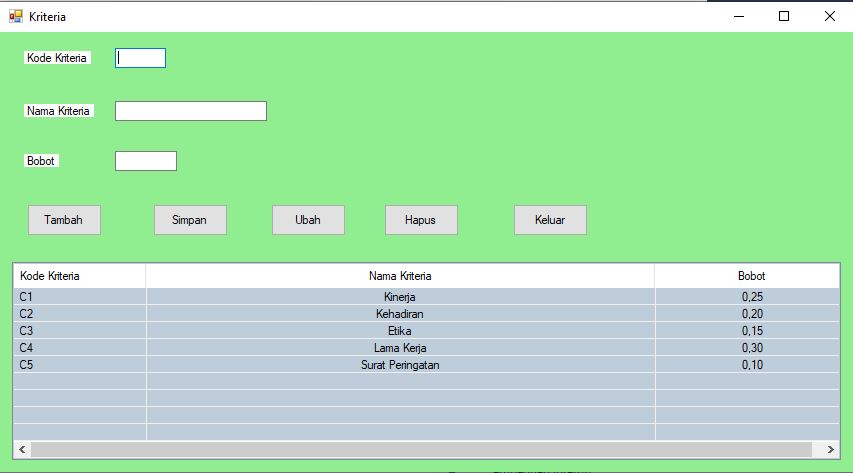 Kriteria
Kode Kriteria
Nama Kriteria
Bobot
Tambah Simpan Ubah Hapus Keluar
Kode Kriteria Nama Kriteria Bobot
C1 Kinerja 0,25
C2 Kehadiran 0,20
C3 Etika 0,15
C4 Lama Kerja 0,30
C5 Surat Peringatan 0,10